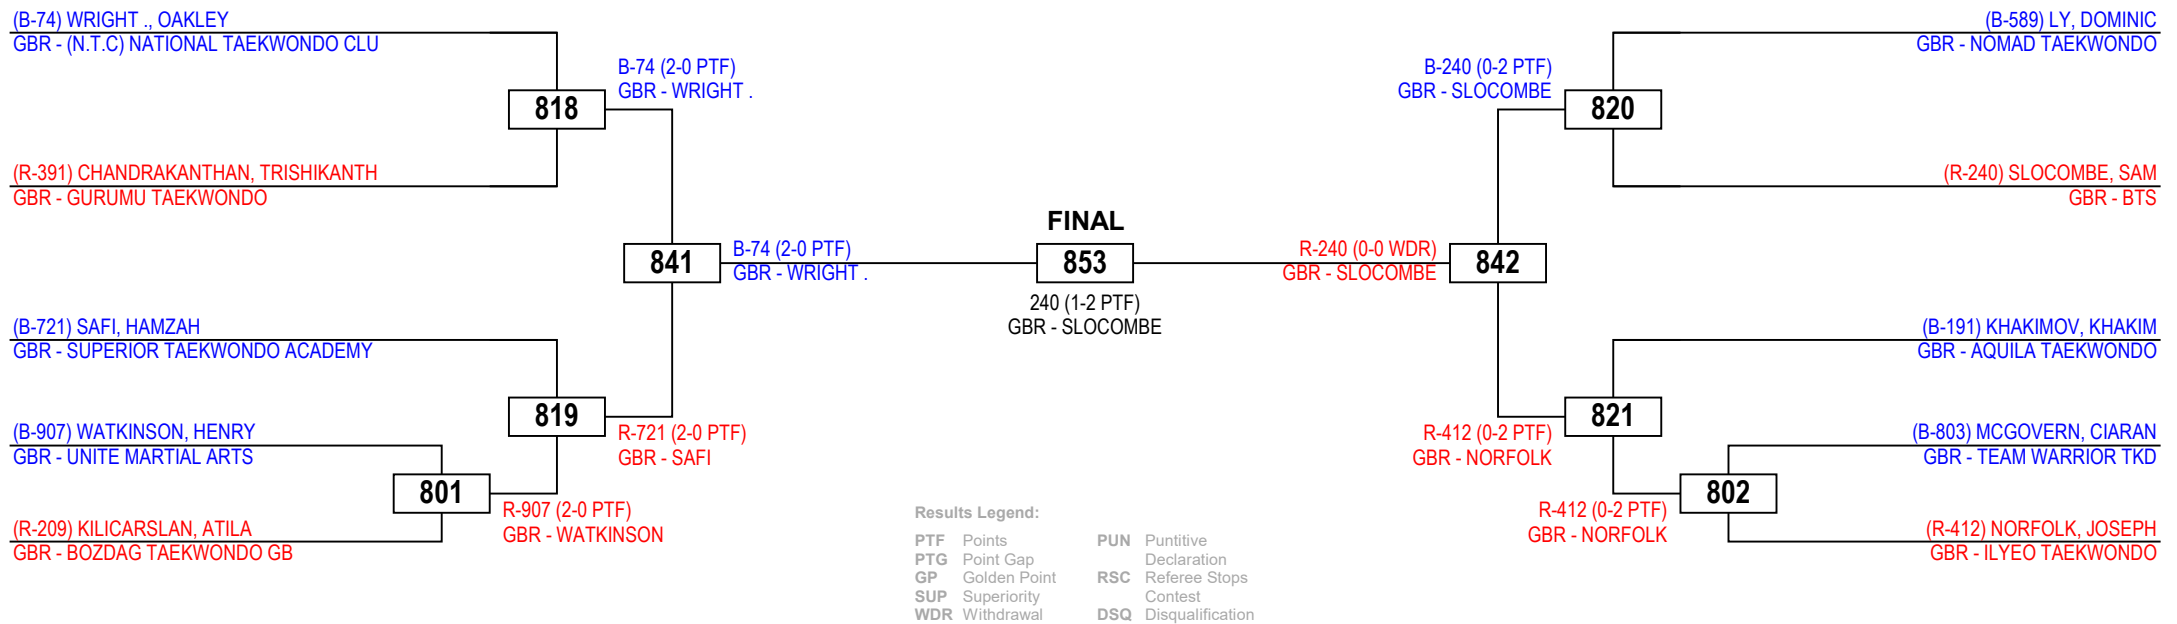 (B-74) WRIGHT ., OAKLEY
GBR - (N.T.C) NATIONAL TAEKWONDO CLU
B-74 (2-0 PTF)
GBR - WRIGHT .
818
(R-391) CHANDRAKANTHAN, TRISHIKANTH
GBR - GURUMU TAEKWONDO
841
B-74 (2-0 PTF)
GBR - WRIGHT .
(B-721) SAFI, HAMZAH
GBR - SUPERIOR TAEKWONDO ACADEMY
819
R-721 (2-0 PTF)
GBR - SAFI
(B-907) WATKINSON, HENRY
GBR - UNITE MARTIAL ARTS
801
R-907 (2-0 PTF)
GBR - WATKINSON
(R-209) KILICARSLAN, ATILA
GBR - BOZDAG TAEKWONDO GB
FINAL
853
240 (1-2 PTF)
GBR - SLOCOMBE
(B-589) LY, DOMINIC
GBR - NOMAD TAEKWONDO
B-240 (0-2 PTF)
GBR - SLOCOMBE
820
(R-240) SLOCOMBE, SAM
GBR - BTS
R-240 (0-0 WDR)
GBR - SLOCOMBE
842
(B-191) KHAKIMOV, KHAKIM
GBR - AQUILA TAEKWONDO
821
R-412 (0-2 PTF)
GBR - NORFOLK
(B-803) MCGOVERN, CIARAN
GBR - TEAM WARRIOR TKD
802
R-412 (0-2 PTF)
GBR - NORFOLK
(R-412) NORFOLK, JOSEPH
GBR - ILYEO TAEKWONDO
Results Legend:
PTF Points
PTG Point Gap
GP Golden Point
SUP Superiority
WDR Withdrawal
PUN Puntitive
Declaration
RSC Referee Stops
Contest
DSQ Disqualification